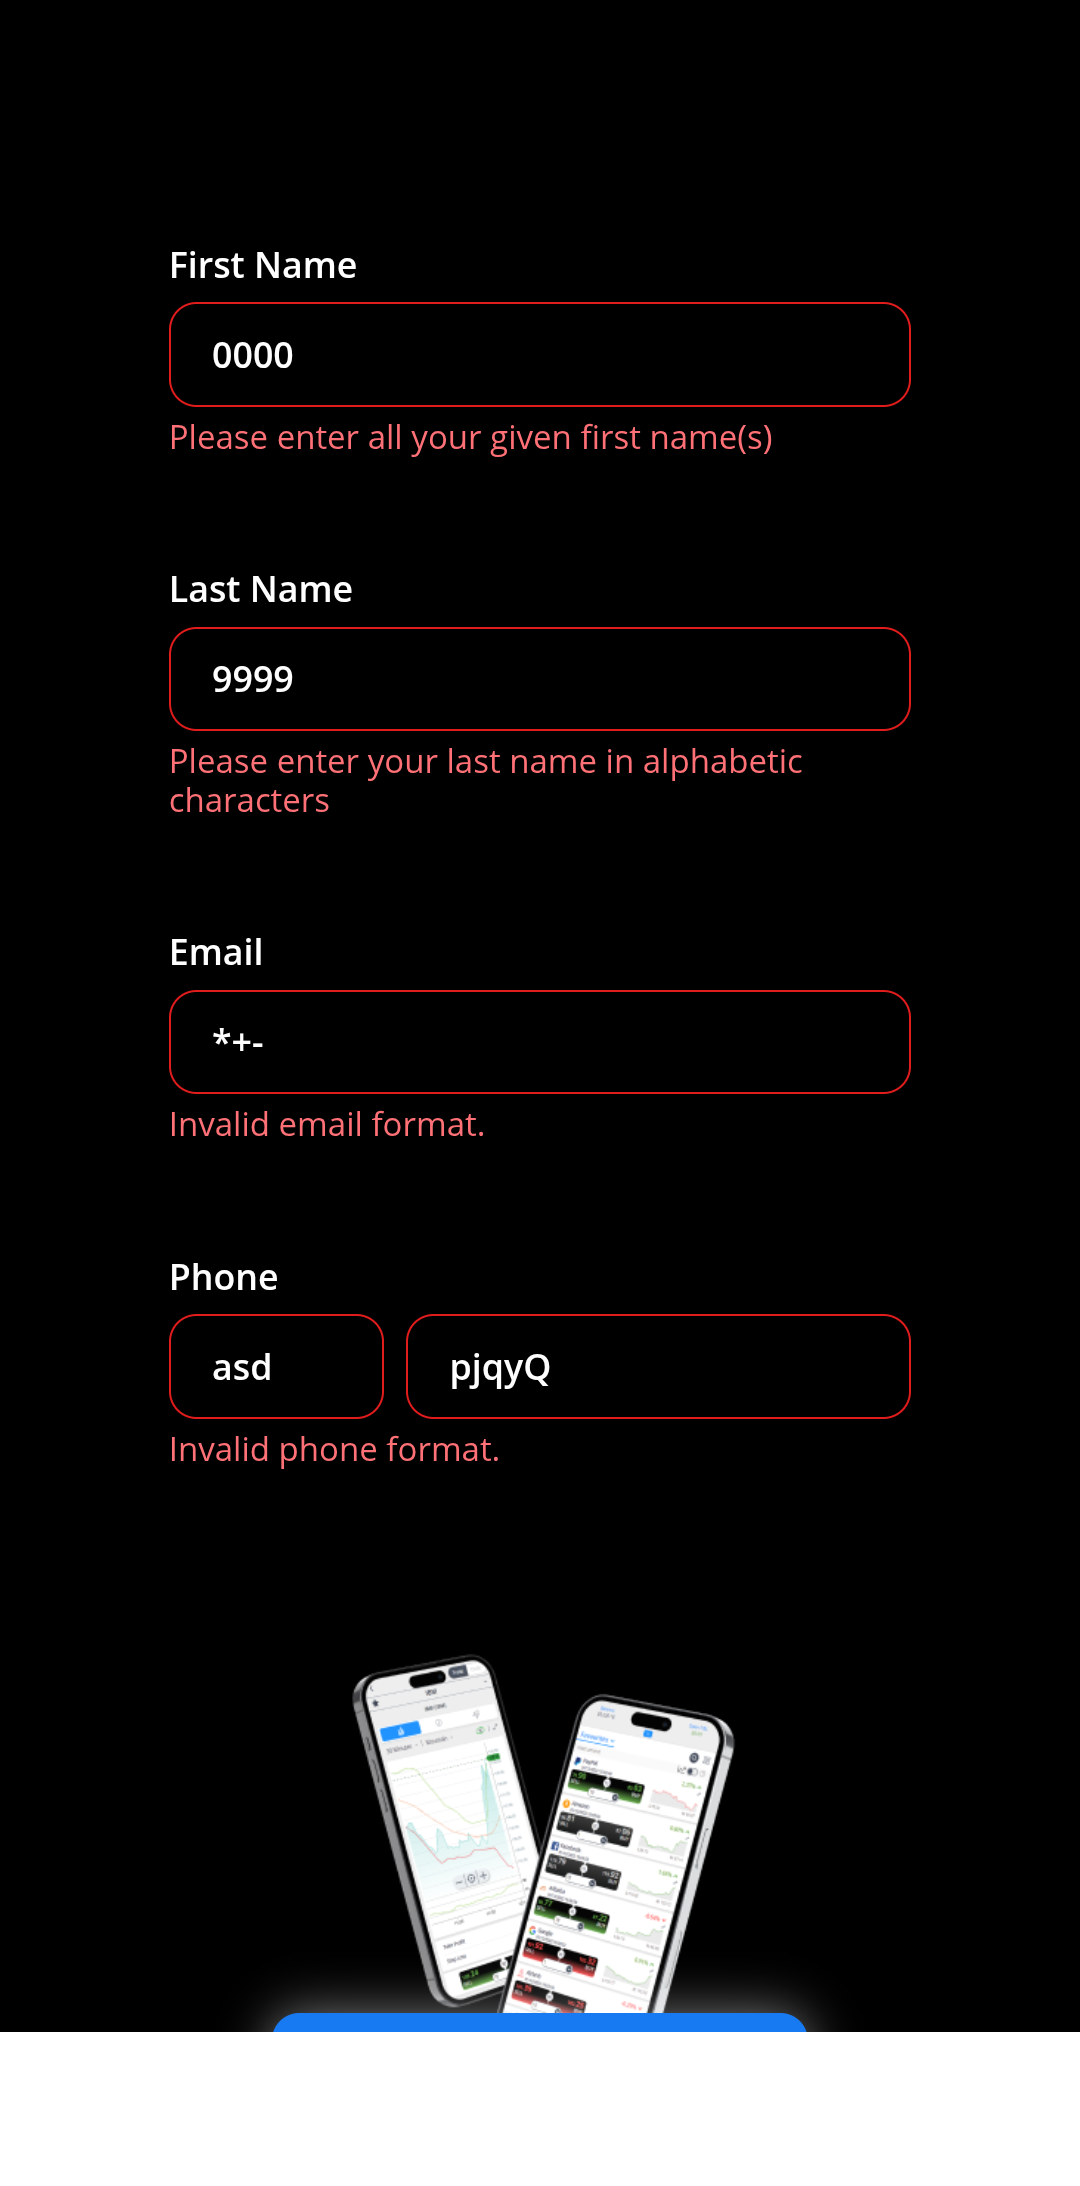 First Name
0000
Please enter all your given first name(s)
Last Name
9999
Please enter your last name in alphabetic
characters
Email
*+-
Invalid email format.
Phone
asd pjqyQ
Invalid phone format.